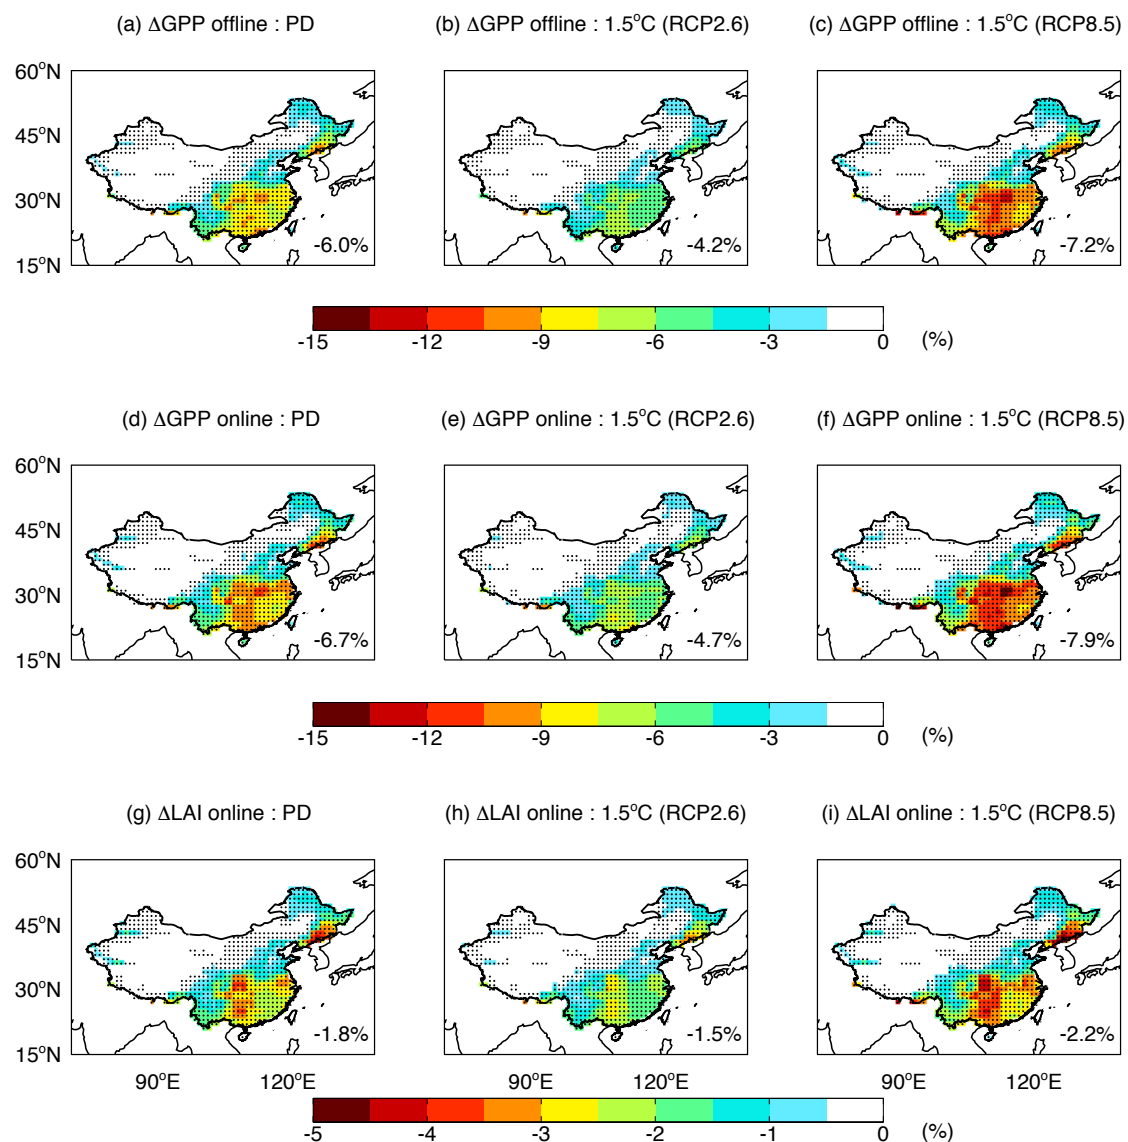 (a) ΔGPP offline : PD
(b) ΔGPP offline : 1.5°C (RCP2.6)
(c) ΔGPP offline : 1.5°C (RCP8.5)
60°N
45°N
30°N
15°N
-6.0%
-4.2%
-7.2%
-15 -12 -9 -6 -3 0 (%)
(d) ΔGPP online : PD
(e) ΔGPP online : 1.5°C (RCP2.6)
(f) ΔGPP online : 1.5°C (RCP8.5)
60°N
45°N
30°N
15°N
-6.7%
-4.7%
-7.9%
-15 -12 -9 -6 -3 0 (%)
(g) ΔLAI online : PD
(h) ΔLAI online : 1.5°C (RCP2.6)
(i) ΔLAI online : 1.5°C (RCP8.5)
60°N
45°N
30°N
15°N
-1.8%
-1.5%
-2.2%
90°E 120°E
90°E 120°E
90°E 120°E
-5 -4 -3 -2 -1 0 (%)